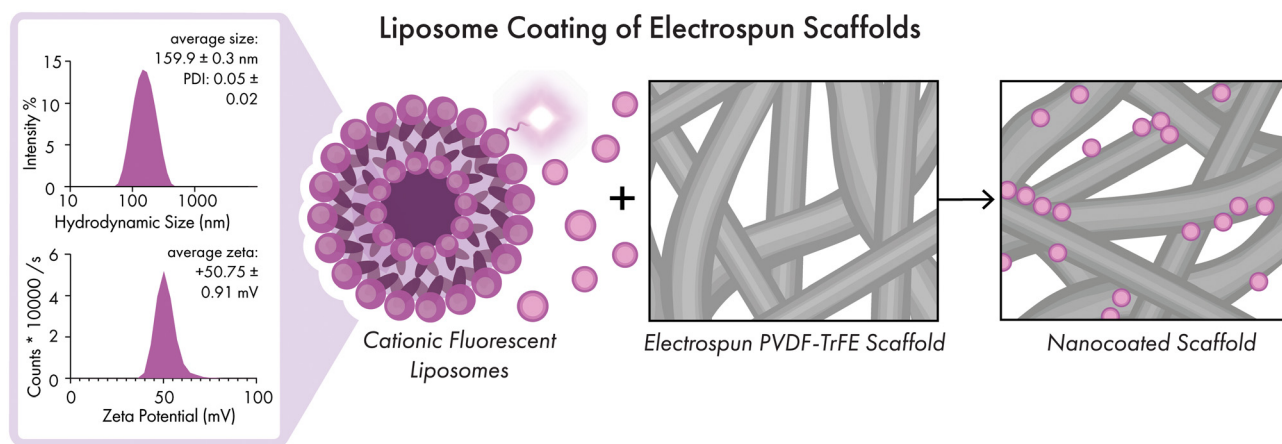 Liposome Coating of Electrospun Scaffolds
average size:
159.9 ± 0.3 nm
PDI: 0.05 ±
0.02
Intensity %
15
10
5
0
10
100
1000
Hydrodynamic Size (nm)
average zeta:
+50.75 ±
0.91 mV
Counts * 10000 /s
6
4
2
0
0
50
100
Zeta Potential (mV)
Cationic Fluorescent
Liposomes
+
Electrospun PVDF-TrFE Scaffold
Nanocoated Scaffold